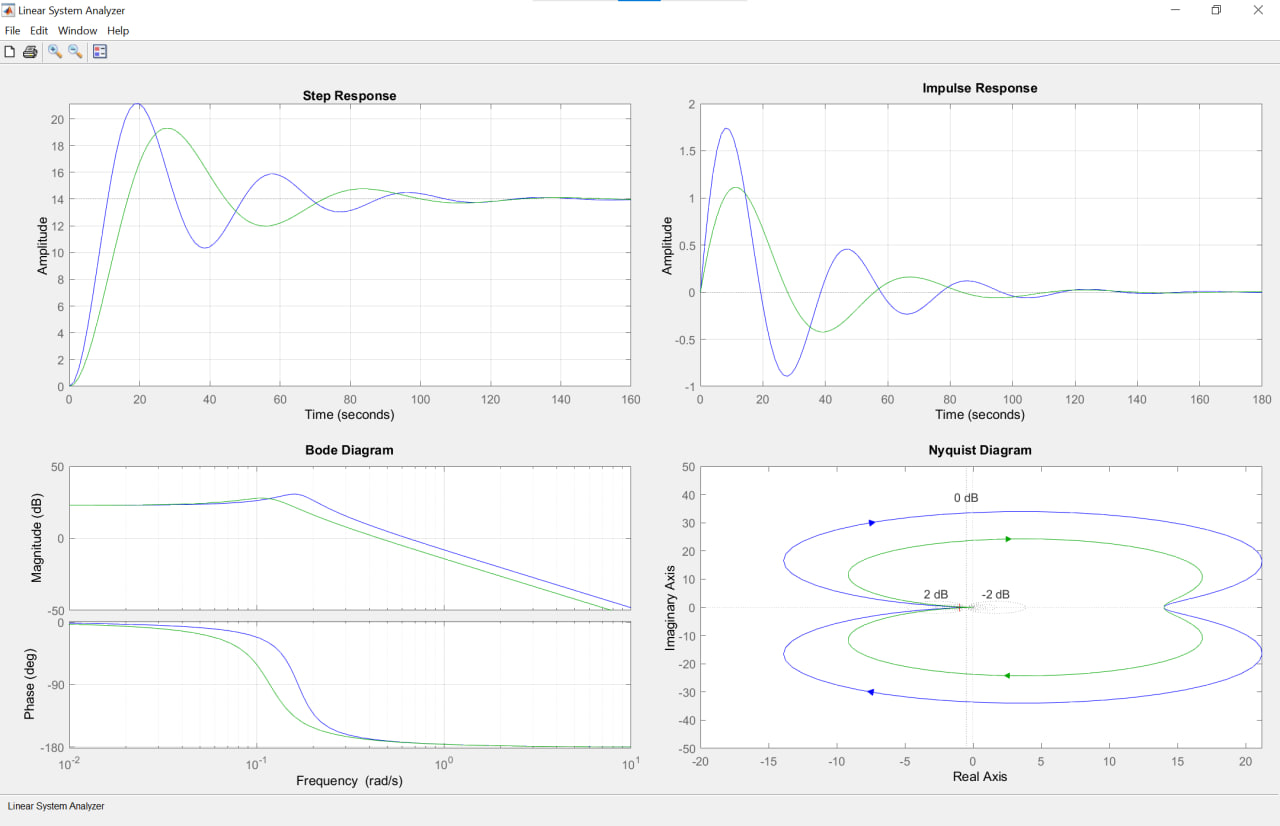 Linear System Analyzer
File Edit Window Help
Step Response
20
18
16
14
12
10
8
6
4
2
0
Amplitude
0 20 40 60 80 100 120 140 160
Time (seconds)
Impulse Response
2
1.5
1
0.5
0
-0.5
-1
Amplitude
0 20 40 60 80 100 120 140 160 180
Time (seconds)
Bode Diagram
50
0
-50
Magnitude (dB)
0
-90
-180
Phase (deg)
10^-2 10^-1 10^0 10^1
Frequency (rad/s)
Nyquist Diagram
50
40
30
20
10
0
-10
-20
-30
-40
-50
Imaginary Axis
0 dB
2 dB -2 dB
-20 -15 -10 -5 0 5 10 15 20
Real Axis
Linear System Analyzer